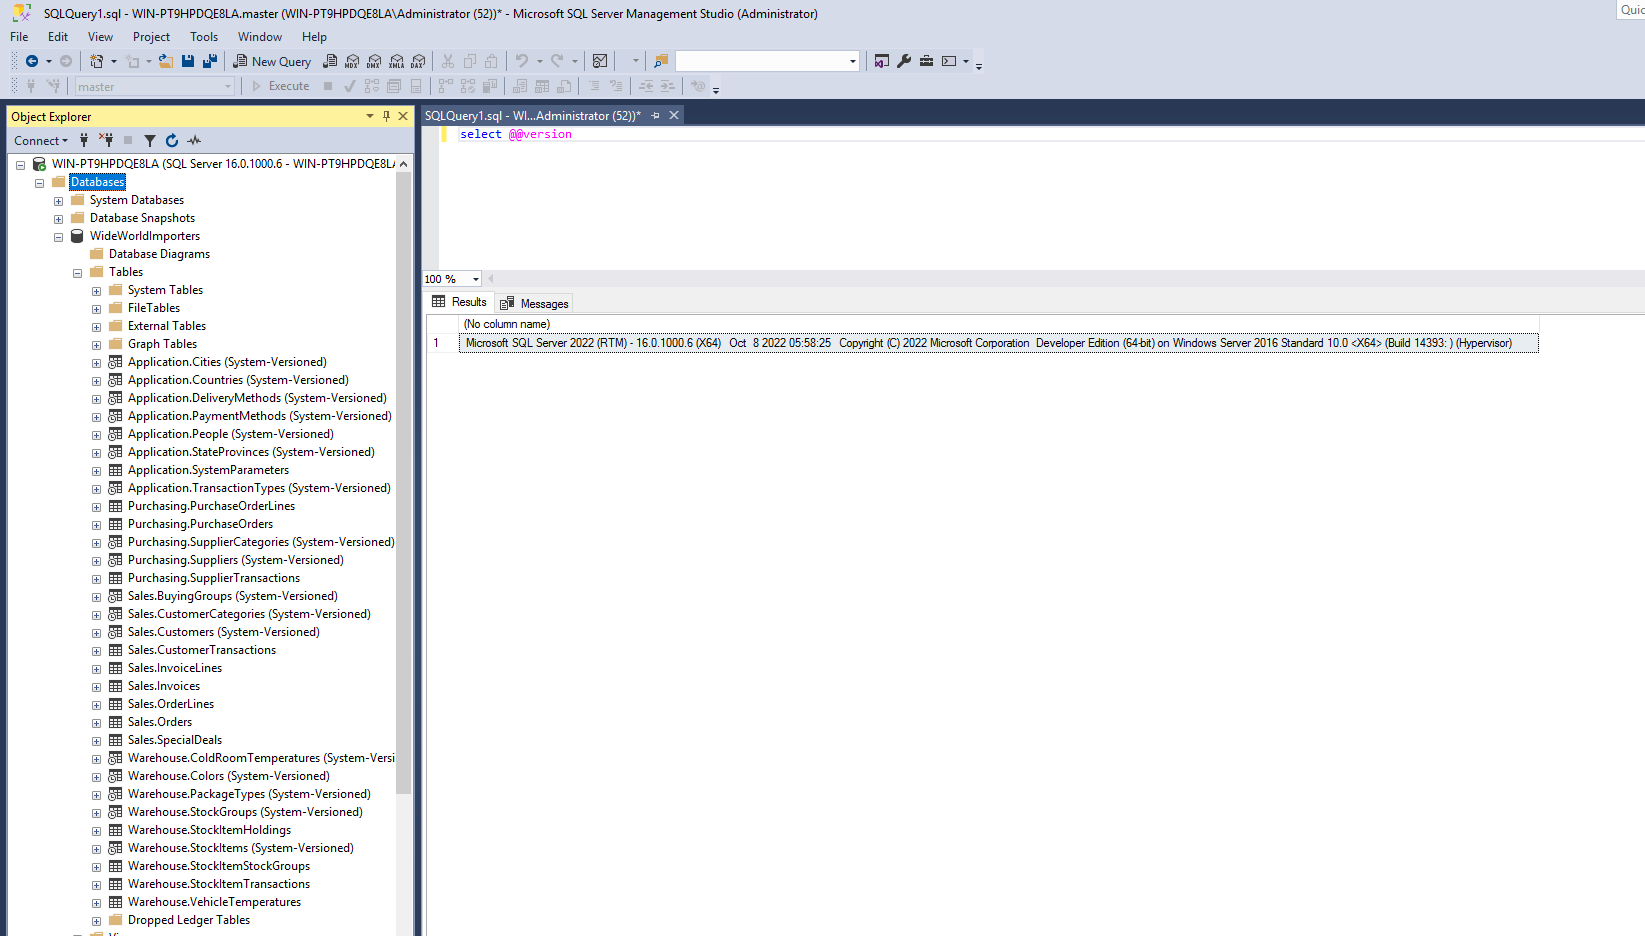 SQLQuery1.sql - WIN-PT9HPDQE8LA.master (WIN-PT9HPDQE8LA\Administrator (52))* - Microsoft SQL Server Management Studio (Administrator)
Quic
File Edit View Project Tools Window Help
New Query MDX DMX XMLA DAX
master Execute
Object Explorer
SQLQuery1.sql - WI...Administrator (52))*
Connect
select @@version
WIN-PT9HPDQE8LA (SQL Server 16.0.1000.6 - WIN-PT9HPDQE8LA
Databases
System Databases
Database Snapshots
WideWorldImporters
Database Diagrams
Tables
System Tables
FileTables
External Tables
Graph Tables
Application.Cities (System-Versioned)
Application.Countries (System-Versioned)
Application.DeliveryMethods (System-Versioned)
Application.PaymentMethods (System-Versioned)
Application.People (System-Versioned)
Application.StateProvinces (System-Versioned)
Application.SystemParameters
Application.TransactionTypes (System-Versioned)
Purchasing.PurchaseOrderLines
Purchasing.PurchaseOrders
Purchasing.SupplierCategories (System-Versioned)
Purchasing.Suppliers (System-Versioned)
Purchasing.SupplierTransactions
Sales.BuyingGroups (System-Versioned)
Sales.CustomerCategories (System-Versioned)
Sales.Customers (System-Versioned)
Sales.CustomerTransactions
Sales.InvoiceLines
Sales.Invoices
Sales.OrderLines
Sales.Orders
Sales.SpecialDeals
Warehouse.ColdRoomTemperatures (System-Versi
Warehouse.Colors (System-Versioned)
Warehouse.PackageTypes (System-Versioned)
Warehouse.StockGroups (System-Versioned)
Warehouse.StockItemHoldings
Warehouse.StockItems (System-Versioned)
Warehouse.StockItemStockGroups
Warehouse.StockItemTransactions
Warehouse.VehicleTemperatures
Dropped Ledger Tables
100 %
Results Messages
(No column name)
1 Microsoft SQL Server 2022 (RTM) - 16.0.1000.6 (X64) Oct 8 2022 05:58:25 Copyright (C) 2022 Microsoft Corporation Developer Edition (64-bit) on Windows Server 2016 Standard 10.0 <X64> (Build 14393: ) (Hypervisor)